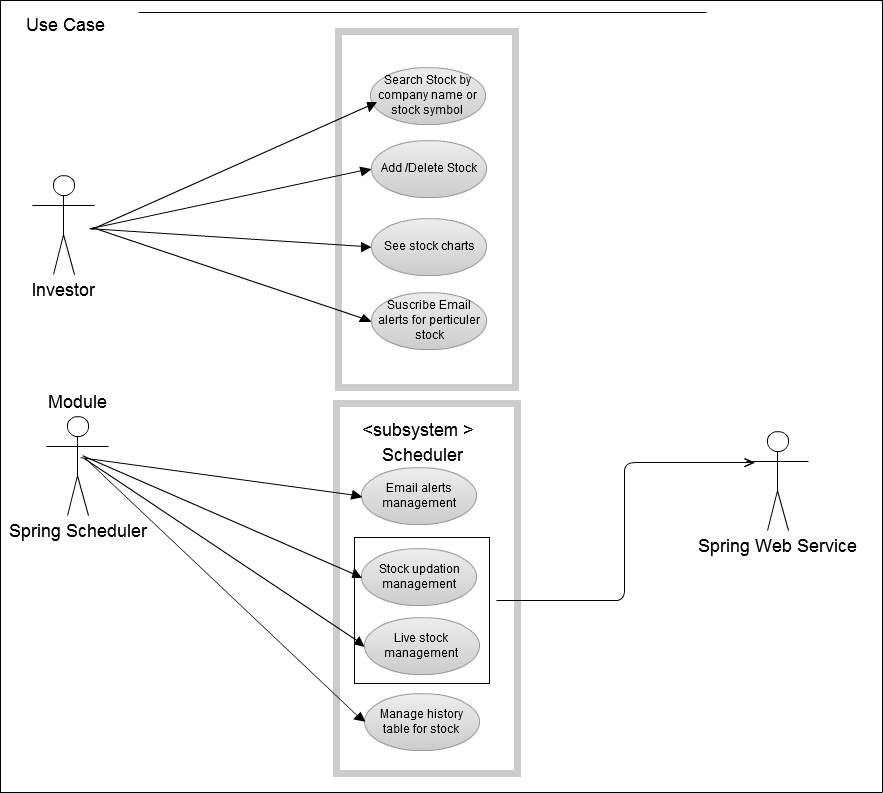 Use Case
Search Stock by
company name or
stock symbol
Add /Delete Stock
See stock charts
Suscribe Email
alerts for perticuler
stock
Investor
Module
Spring Scheduler
<subsystem >
Scheduler
Email alerts
management
Stock updation
management
Live stock
management
Manage history
table for stock
Spring Web Service